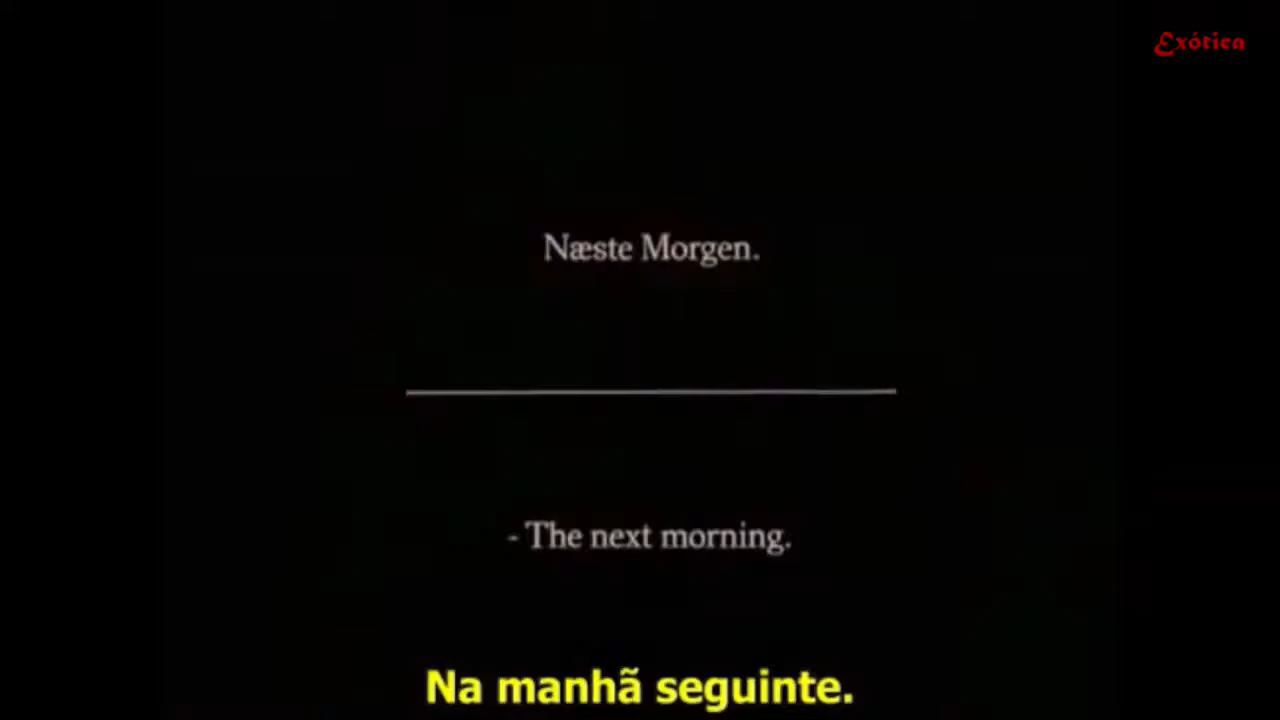 Exótica
Næste Morgen.
- The next morning.
Na manhã seguinte.